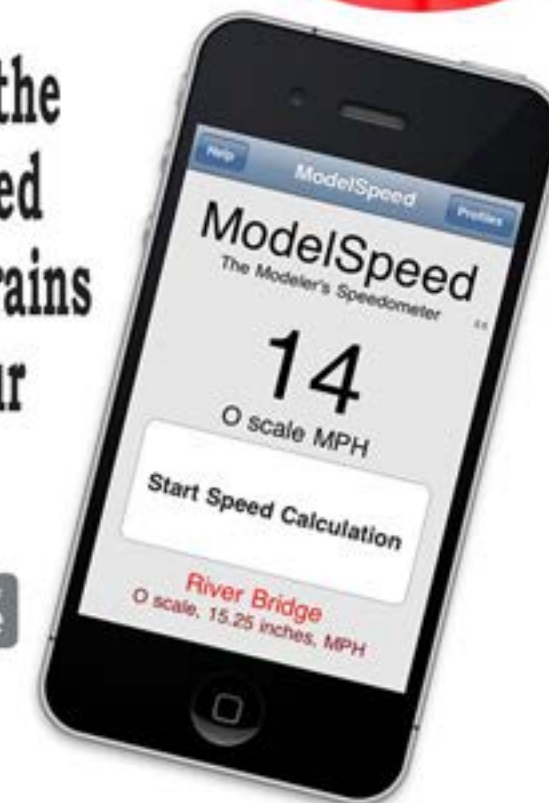 the
ed
rains
ur
Help ModelSpeed Profiles
ModelSpeed
The Modeler's Speedometer
14
O scale MPH
Start Speed Calculation
River Bridge
O scale, 15.25 inches, MPH